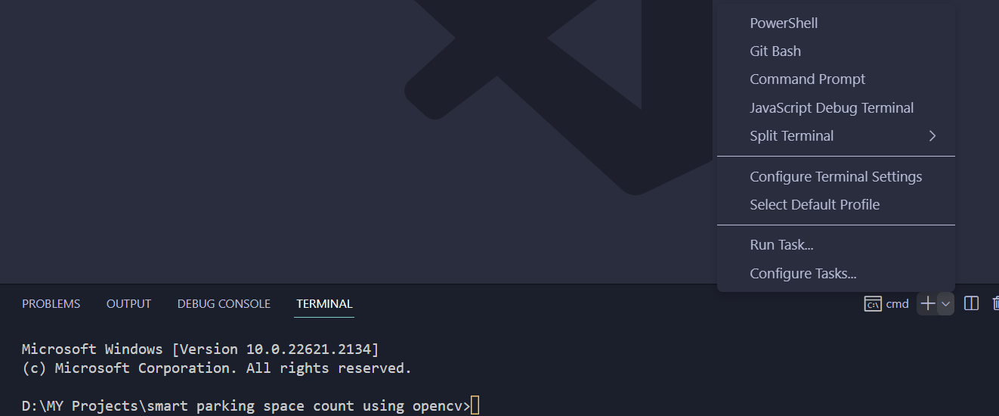 PowerShell
Git Bash
Command Prompt
JavaScript Debug Terminal
Split Terminal
Configure Terminal Settings
Select Default Profile
Run Task...
Configure Tasks...
PROBLEMS OUTPUT DEBUG CONSOLE TERMINAL cmd
Microsoft Windows [Version 10.0.22621.2134]
(c) Microsoft Corporation. All rights reserved.
D:\MY Projects\smart parking space count using opencv>